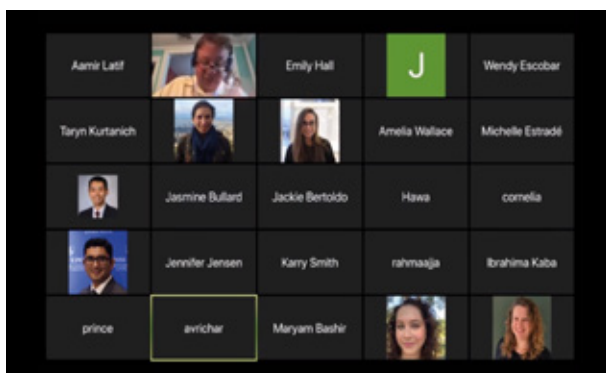 Aamir Latif
Emily Hall
J
Wendy Escobar
Taryn Kurtanich
Amelia Wallace
Michelle Estradé
Jasmine Bullard
Jackie Bertoldo
Hawa
cornelia
Jennifer Jensen
Karry Smith
rahmaajja
Ibrahima Kaba
prince
avrichar
Maryam Bashir